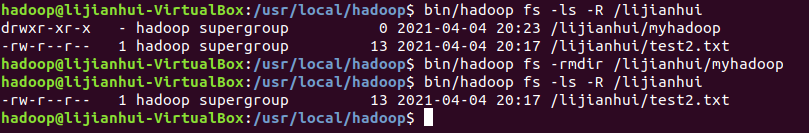 hadoop@lijianhui-VirtualBox:/usr/local/hadoop$ bin/hadoop fs -ls -R /lijianhui
drwxr-xr-x   - hadoop supergroup          0 2021-04-04 20:23 /lijianhui/myhadoop
-rw-r--r--   1 hadoop supergroup         13 2021-04-04 20:17 /lijianhui/test2.txt
hadoop@lijianhui-VirtualBox:/usr/local/hadoop$ bin/hadoop fs -rmdir /lijianhui/myhadoop
hadoop@lijianhui-VirtualBox:/usr/local/hadoop$ bin/hadoop fs -ls -R /lijianhui
-rw-r--r--   1 hadoop supergroup         13 2021-04-04 20:17 /lijianhui/test2.txt
hadoop@lijianhui-VirtualBox:/usr/local/hadoop$